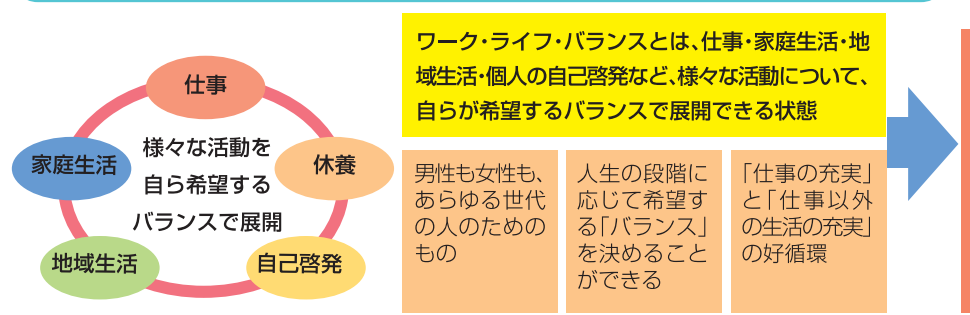 仕事
家庭生活
休養
様々な活動を
自ら希望する
バランスで展開
地域生活
自己啓発
ワーク・ライフ・バランスとは、仕事・家庭生活・地
域生活・個人の自己啓発など、様々な活動について、
自らが希望するバランスで展開できる状態
男性も女性も、
あらゆる世代
の人のための
もの
人生の段階に
応じて希望す
る「バランス」
を決めること
ができる
「仕事の充実」
と「仕事以外
の生活の充実」
の好循環